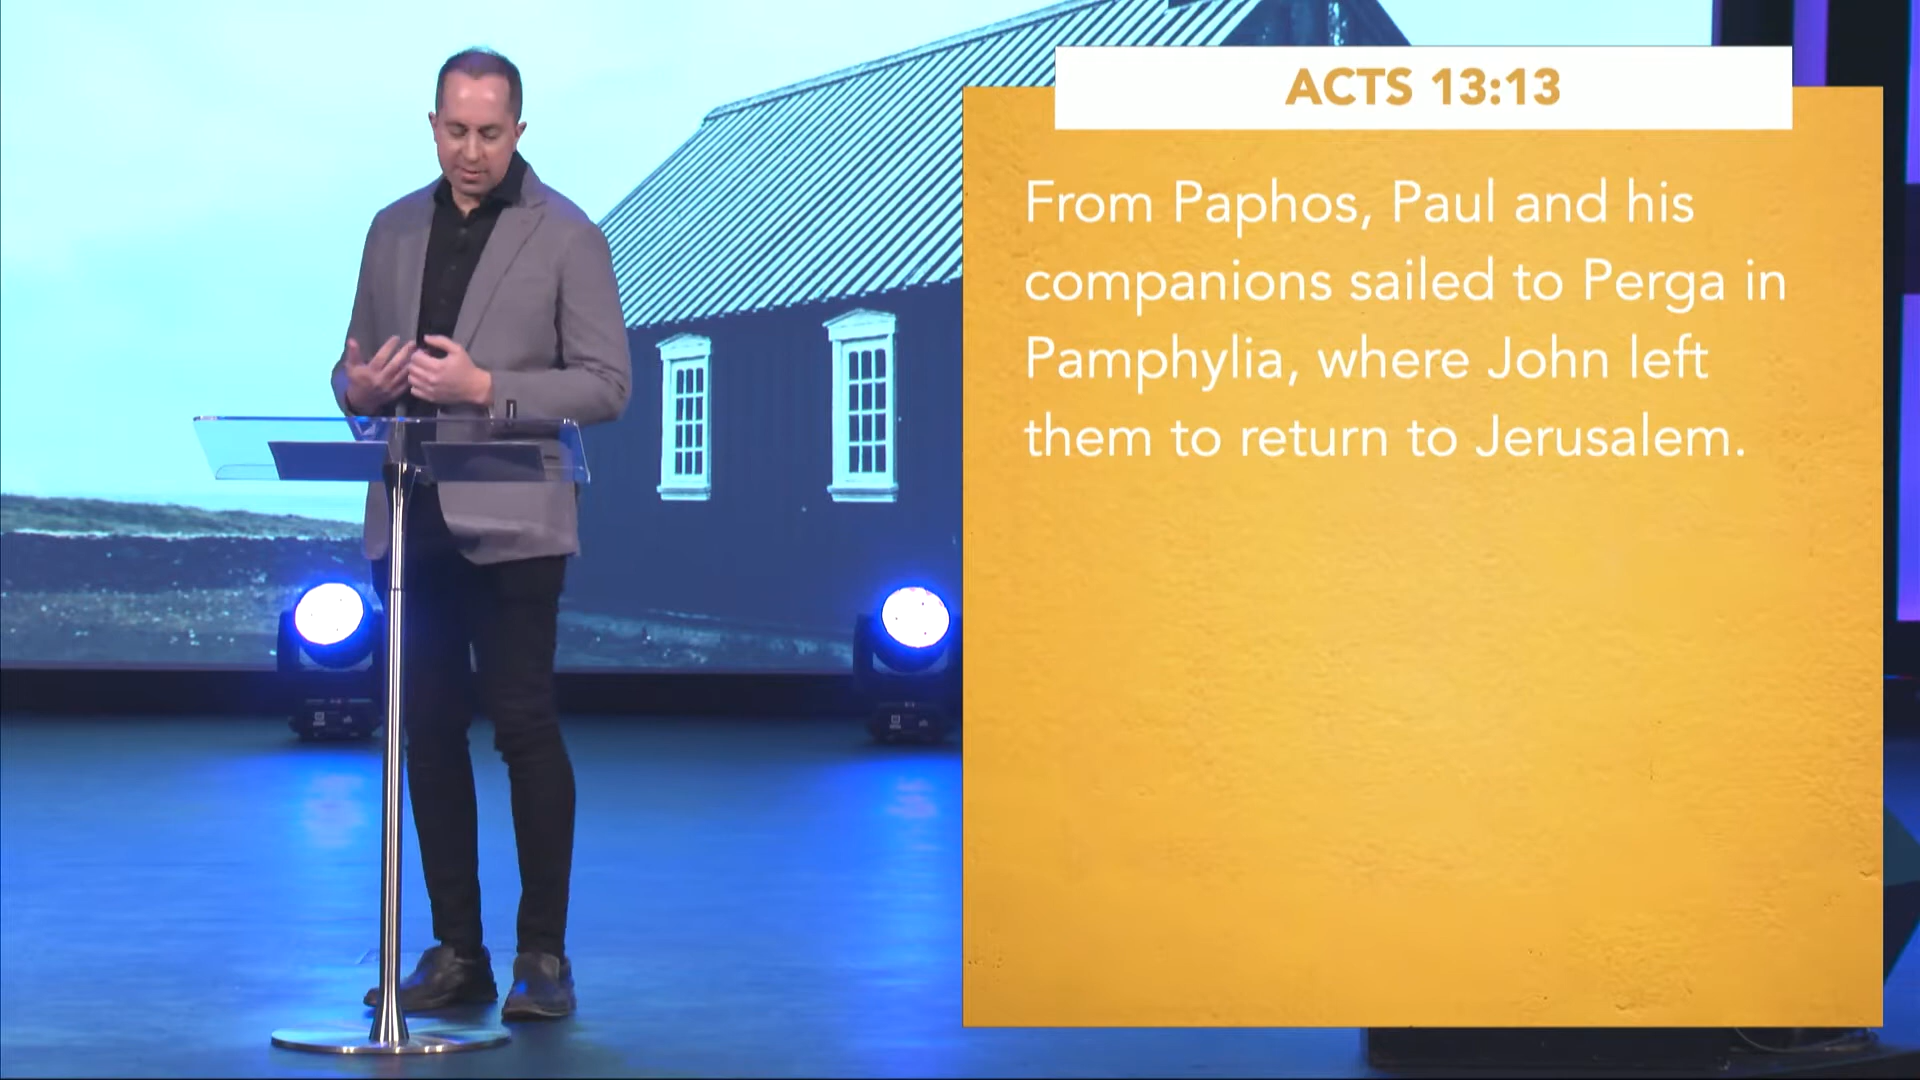 ACTS 13:13
From Paphos, Paul and his
companions sailed to Perga in
Pamphylia, where John left
them to return to Jerusalem.